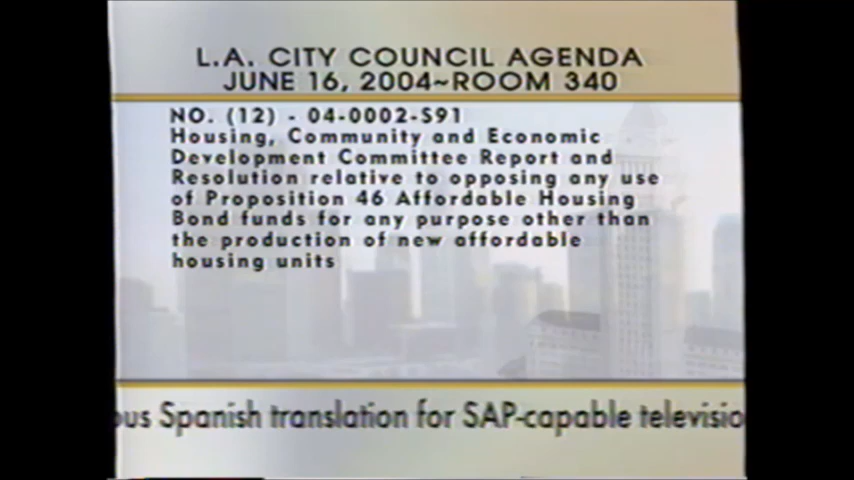 L.A. CITY COUNCIL AGENDA
JUNE 16, 2004~ROOM 340
NO. (12) - 04-0002-S91
Housing, Community and Economic
Development Committee Report and
Resolution relative to opposing any use
of Proposition 46 Affordable Housing
Bond funds for any purpose other than
the production of new affordable
housing units
ous Spanish translation for SAP-capable televisio